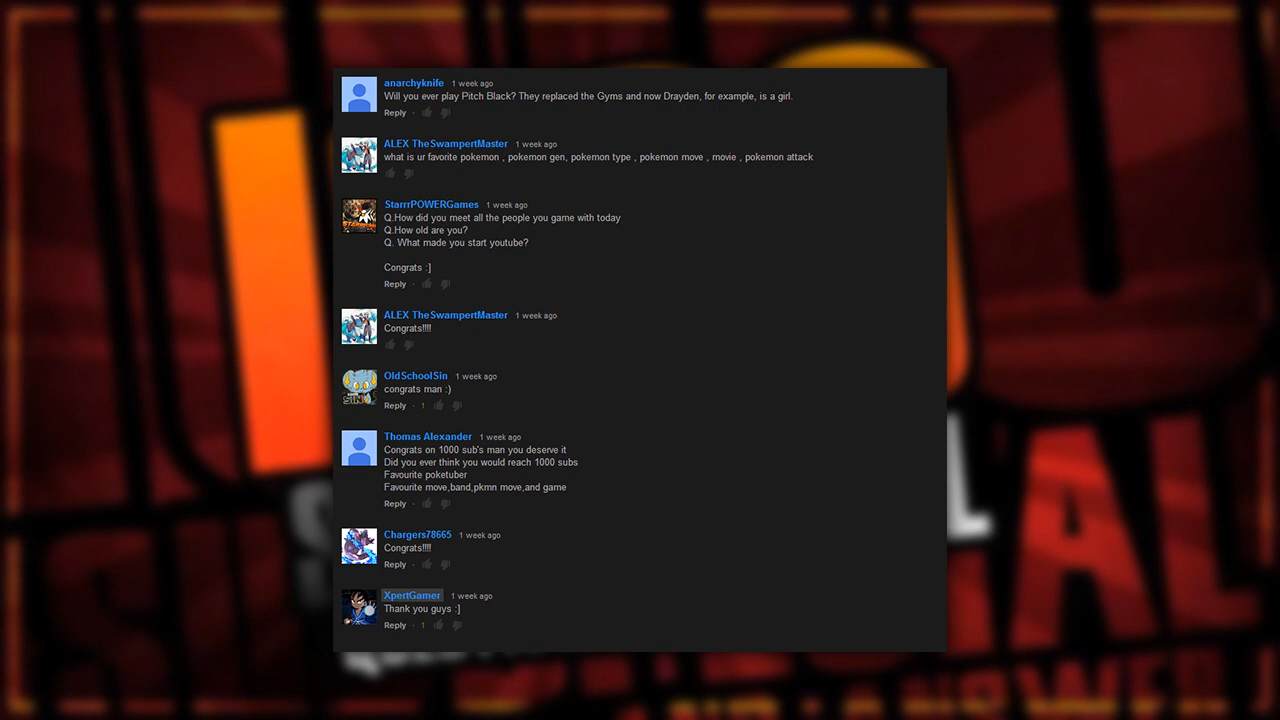 anarchyknife 1 week ago
Will you ever play Pitch Black? They replaced the Gyms and now Drayden, for example, is a girl.
Reply ·
ALEX TheSwampertMaster 1 week ago
what is ur favorite pokemon , pokemon gen, pokemon type , pokemon move , movie , pokemon attack
StarrrPOWERGames 1 week ago
Q.How did you meet all the people you game with today
Q.How old are you?
Q. What made you start youtube?
Congrats :]
Reply ·
ALEX TheSwampertMaster 1 week ago
Congrats!!!!
OldSchoolSin 1 week ago
congrats man :)
Reply · 1
Thomas Alexander 1 week ago
Congrats on 1000 sub's man you deserve it
Did you ever think you would reach 1000 subs
Favourite poketuber
Favourite move,band,pkmn move,and game
Reply ·
Chargers78665 1 week ago
Congrats!!!!
Reply ·
XpertGamer 1 week ago
Thank you guys :]
Reply · 1